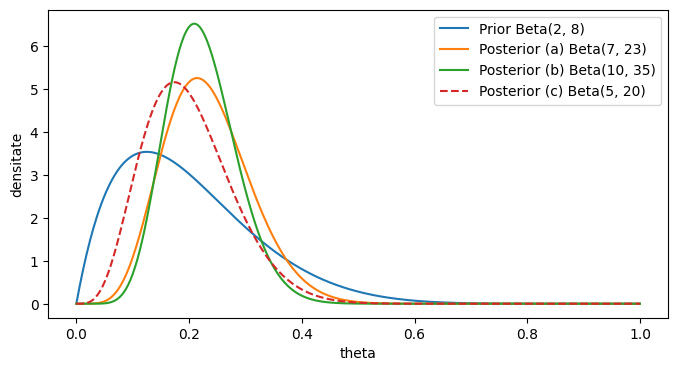 Prior Beta(2, 8)
Posterior (a) Beta(7, 23)
Posterior (b) Beta(10, 35)
Posterior (c) Beta(5, 20)
densitate
6
5
4
3
2
1
0
0.0 0.2 0.4 0.6 0.8 1.0
theta